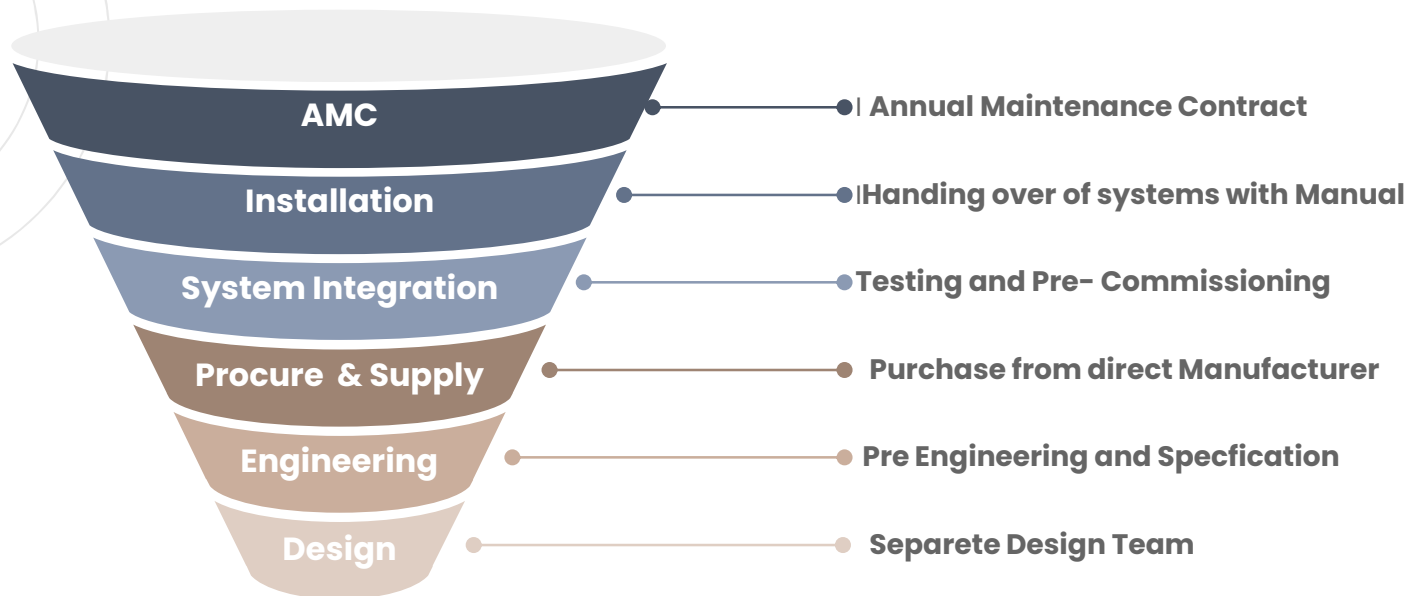 AMC
| Annual Maintenance Contract
Installation
|Handing over of systems with Manual
System Integration
Testing and Pre- Commissioning
Procure & Supply
Purchase from direct Manufacturer
Engineering
Pre Engineering and Specfication
Design
Separete Design Team